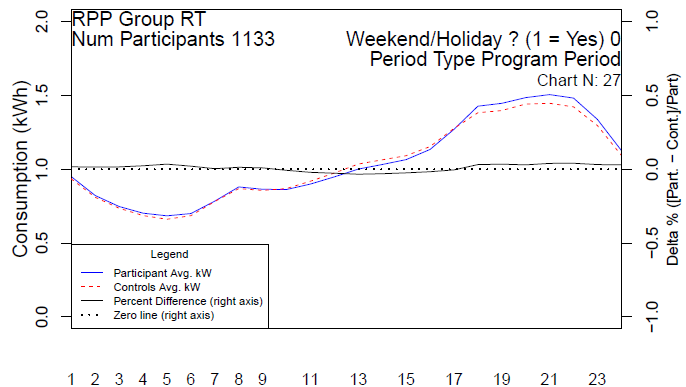 RPP Group RT
Num Participants 1133
Weekend/Holiday ? (1 = Yes) 0
Period Type Program Period
Chart N: 27
Consumption (kWh)
2.0
1.5
1.0
0.5
0.0
1.0
0.5
0.0
−0.5
−1.0
Delta % ([Part. − Cont.]/Part)
Legend
Participant Avg. kW
Controls Avg. kW
Percent Difference (right axis)
Zero line (right axis)
1 2 3 4 5 6 7 8 9 11 13 15 17 19 21 23